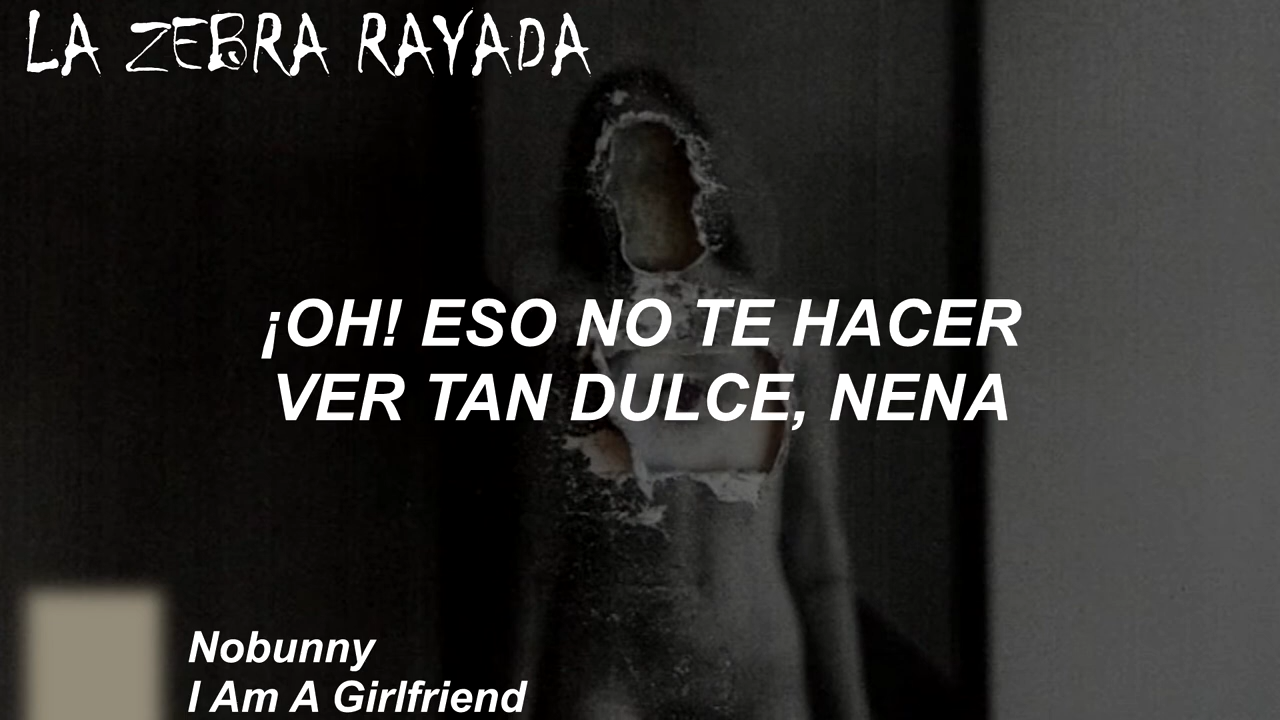 LA ZEBRA RAYADA
¡OH! ESO NO TE HACER
VER TAN DULCE, NENA
Nobunny
I Am A Girlfriend